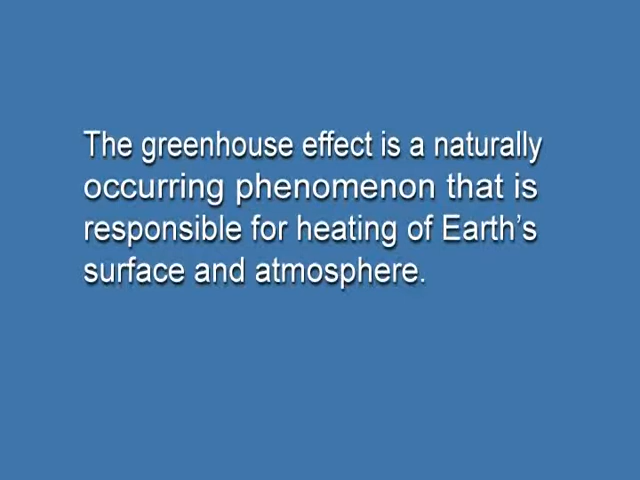 The greenhouse effect is a naturally
occurring phenomenon that is
responsible for heating of Earth’s
surface and atmosphere.